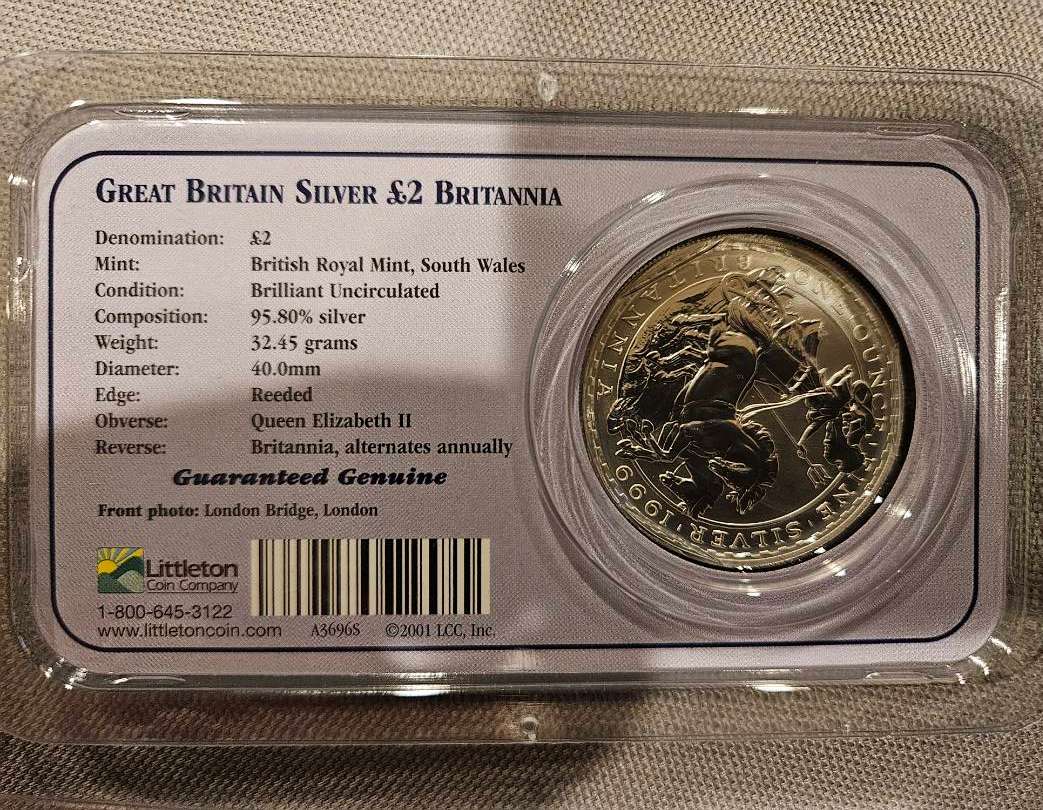 GREAT BRITAIN SILVER £2 BRITANNIA
Denomination: £2
Mint: British Royal Mint, South Wales
Condition: Brilliant Uncirculated
Composition: 95.80% silver
Weight: 32.45 grams
Diameter: 40.0mm
Edge: Reeded
Obverse: Queen Elizabeth II
Reverse: Britannia, alternates annually
Guaranteed Genuine
Front photo: London Bridge, London
Littleton
Coin Company
1-800-645-3122
www.littletoncoin.com
A3696S ©2001 LCC, Inc.
BRITANNIA
ONE OUNCE FINE SILVER · 1999